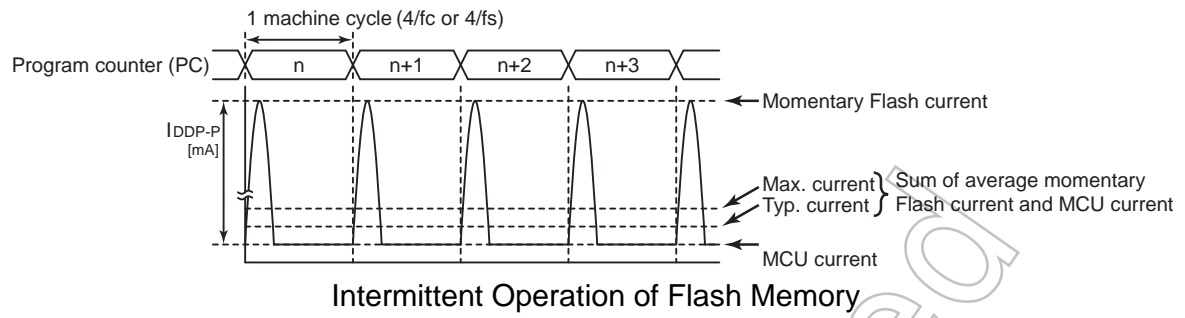 1 machine cycle (4/fc or 4/fs)
Program counter (PC) n n+1 n+2 n+3
Momentary Flash current
IDDP-P
[mA]
Max. current
Typ. current
Sum of average momentary
Flash current and MCU current
MCU current
Intermittent Operation of Flash Memory